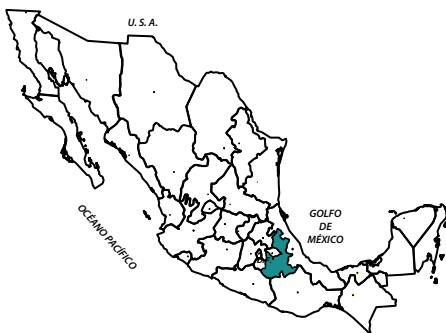 U. S. A.
GOLFO
DE
MÉXICO
OCÉANO PACÍFICO